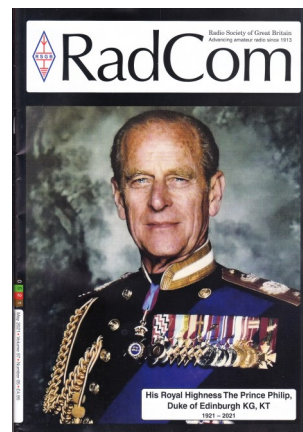 Radio Society of Great Britain
Advancing amateur radio since 1913
RSGB
RadCom
His Royal Highness The Prince Philip,
Duke of Edinburgh KG, KT
1921 – 2021